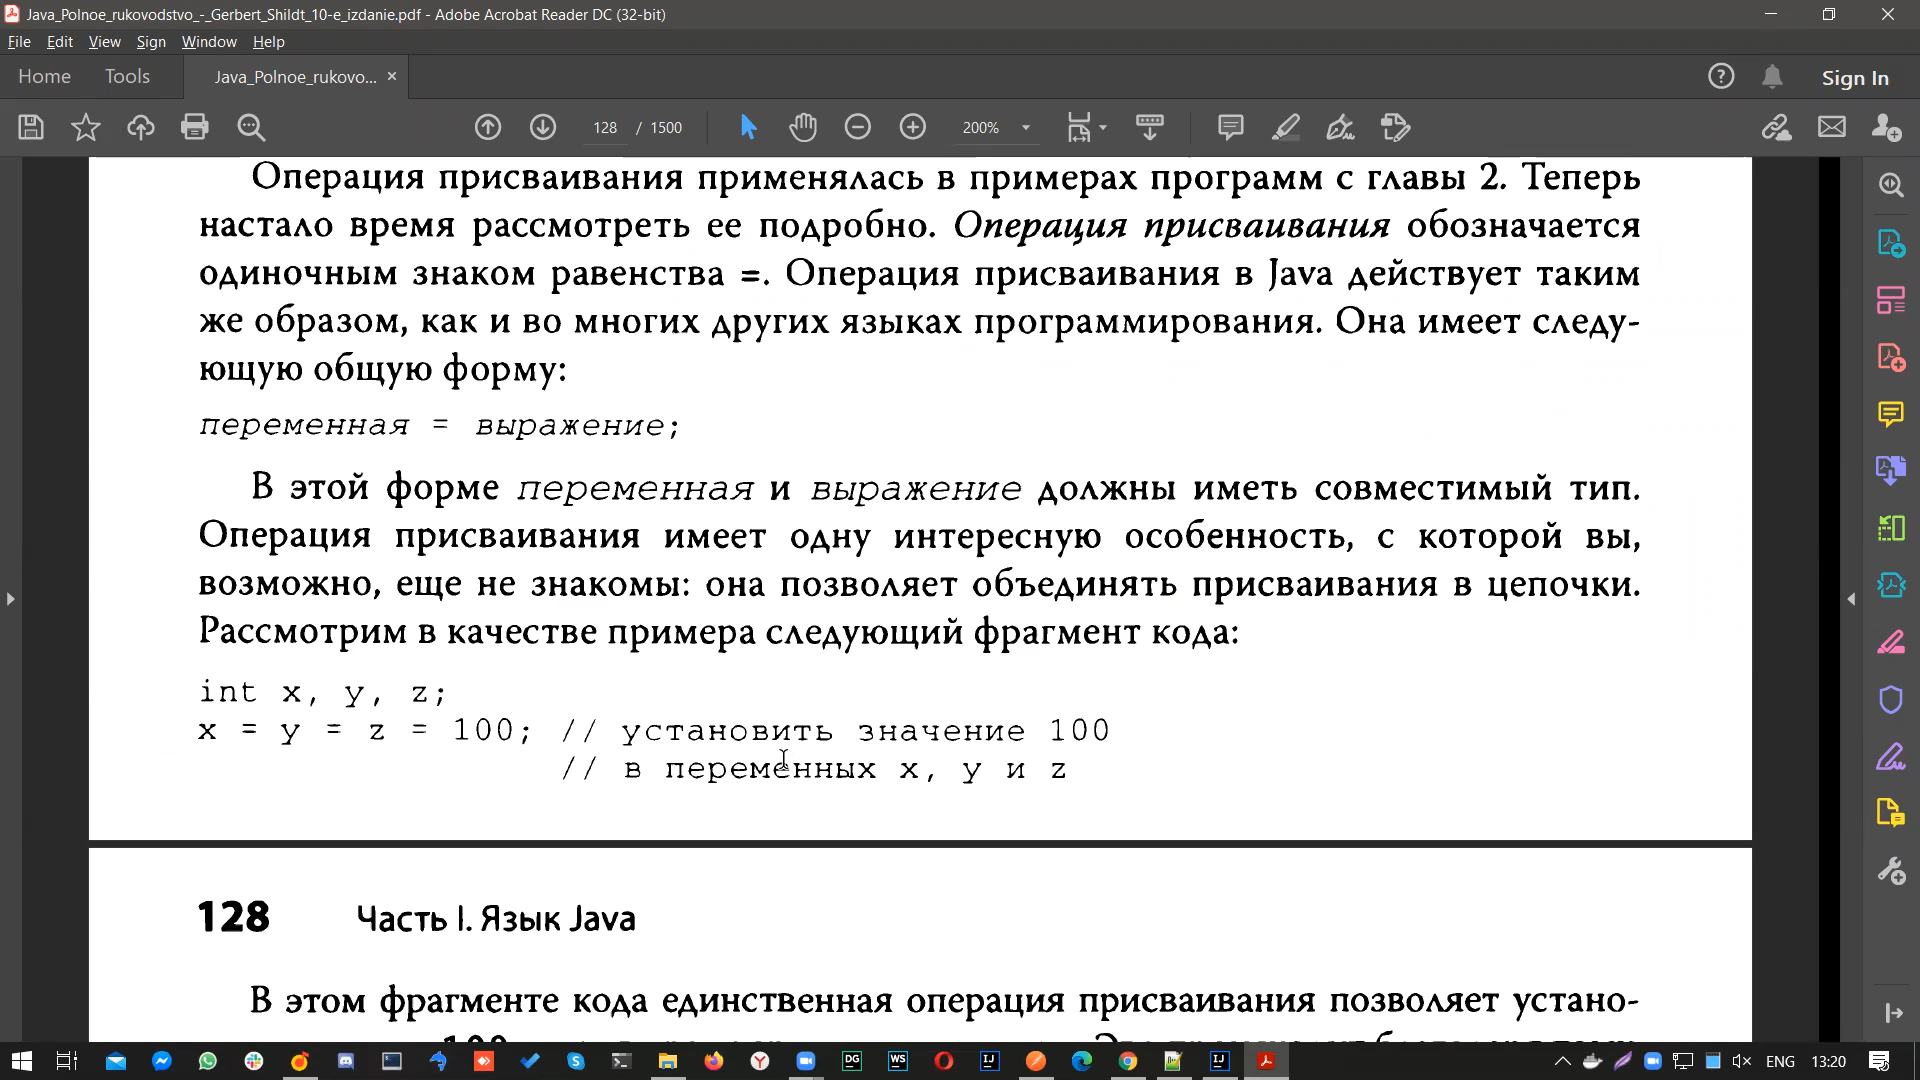 Java_Polnoe_rukovodstvo_-_Gerbert_Shildt_10-e_izdanie.pdf - Adobe Acrobat Reader DC (32-bit)
File Edit View Sign Window Help
Home Tools Java_Polnoe_rukovo... × Sign In
128 / 1500 200%
Операция присваивания применялась в примерах программ с главы 2. Теперь
настало время рассмотреть ее подробно. Операция присваивания обозначается
одиночным знаком равенства =. Операция присваивания в Java действует таким
же образом, как и во многих других языках программирования. Она имеет следу-
ющую общую форму:
переменная = выражение;
В этой форме переменная и выражение должны иметь совместимый тип.
Операция присваивания имеет одну интересную особенность, с которой вы,
возможно, еще не знакомы: она позволяет объединять присваивания в цепочки.
Рассмотрим в качестве примера следующий фрагмент кода:
int x, y, z;
x = y = z = 100; // установить значение 100
// в переменных x, y и z
128 Часть I. Язык Java
В этом фрагменте кода единственная операция присваивания позволяет устано-
DG WS IJ IJ ENG 13:20